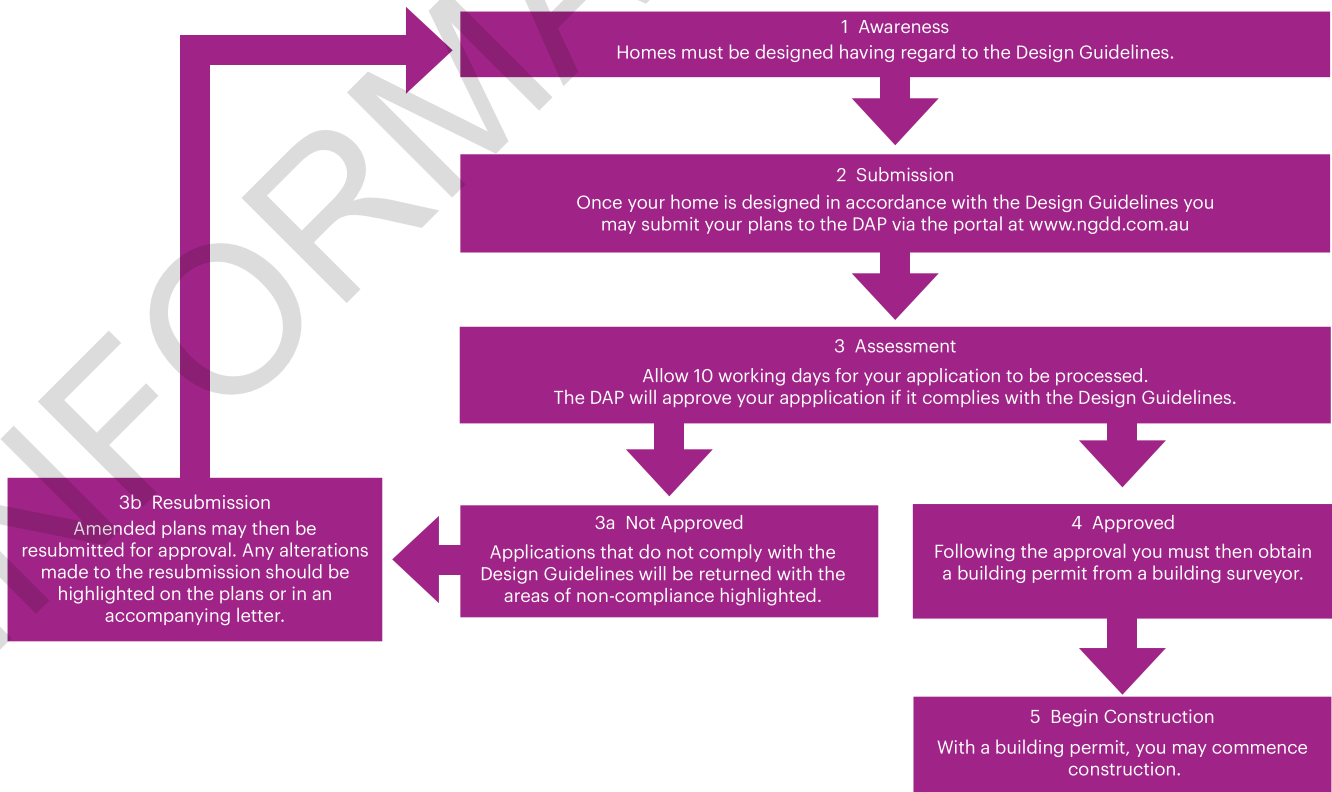 1 Awareness
Homes must be designed having regard to the Design Guidelines.
2 Submission
Once your home is designed in accordance with the Design Guidelines you
may submit your plans to the DAP via the portal at www.ngdd.com.au
3 Assessment
Allow 10 working days for your application to be processed.
The DAP will approve your appplication if it complies with the Design Guidelines.
3a Not Approved
Applications that do not comply with the
Design Guidelines will be returned with the
areas of non-compliance highlighted.
3b Resubmission
Amended plans may then be
resubmitted for approval. Any alterations
made to the resubmission should be
highlighted on the plans or in an
accompanying letter.
4 Approved
Following the approval you must then obtain
a building permit from a building surveyor.
5 Begin Construction
With a building permit, you may commence
construction.